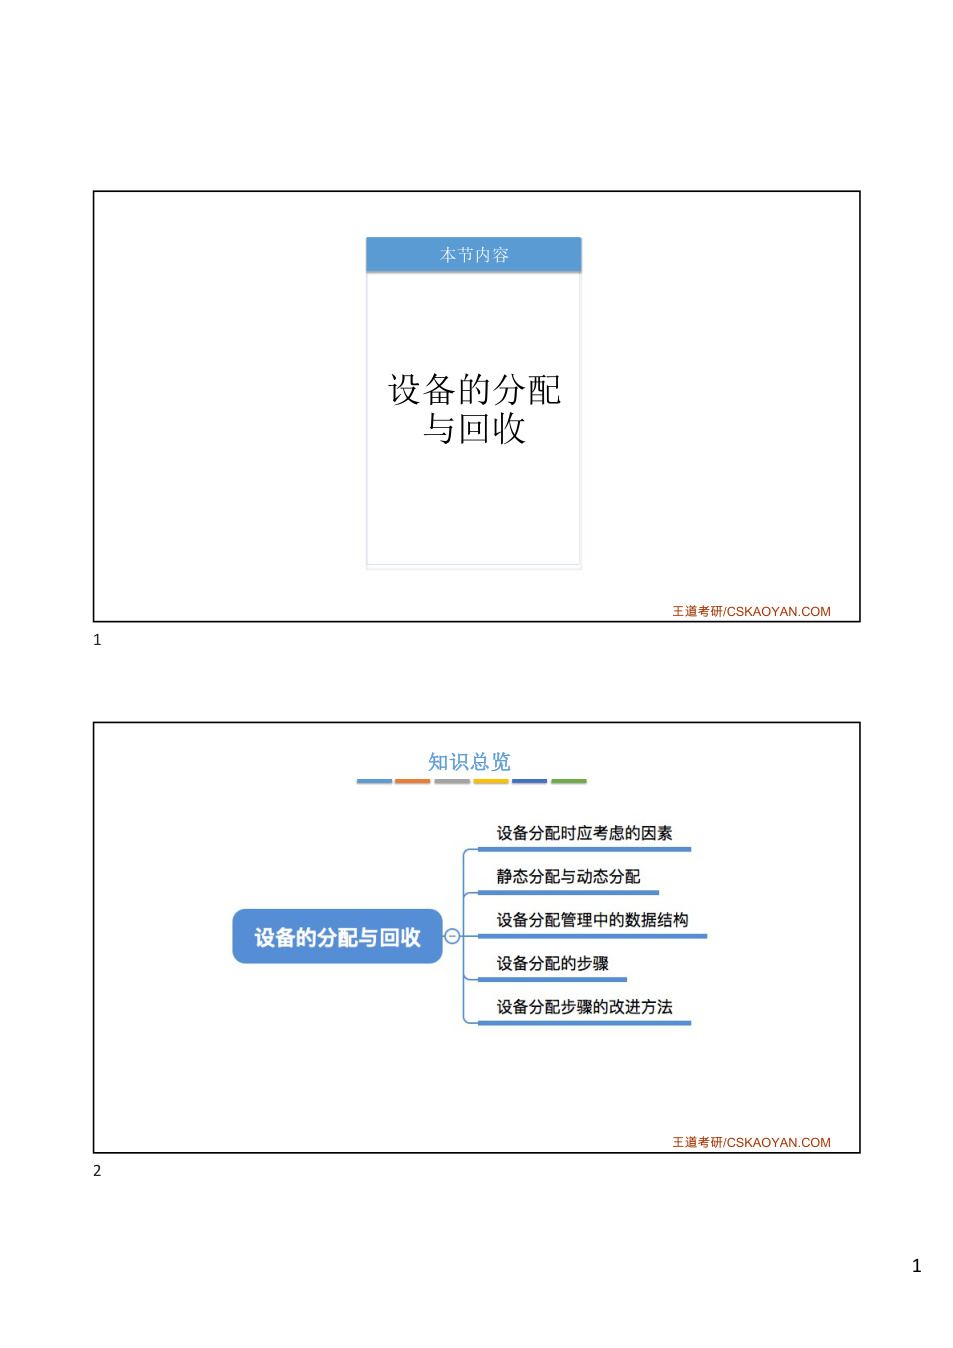 本节内容
设备的分配
与回收
王道考研/CSKAOYAN.COM
1
知识总览
设备分配时应考虑的因素
静态分配与动态分配
设备的分配与回收
设备分配管理中的数据结构
设备分配的步骤
设备分配步骤的改进方法
王道考研/CSKAOYAN.COM
2
1